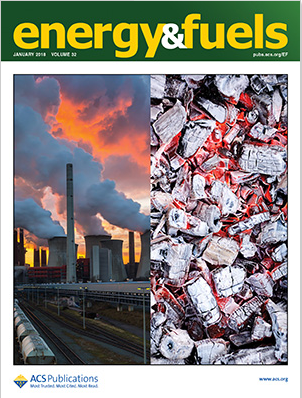 energy&fuels
JANUARY 2018 VOLUME 32 pubs.acs.org/EF
ACS Publications
Most Trusted. Most Cited. Most Read.
www.acs.org